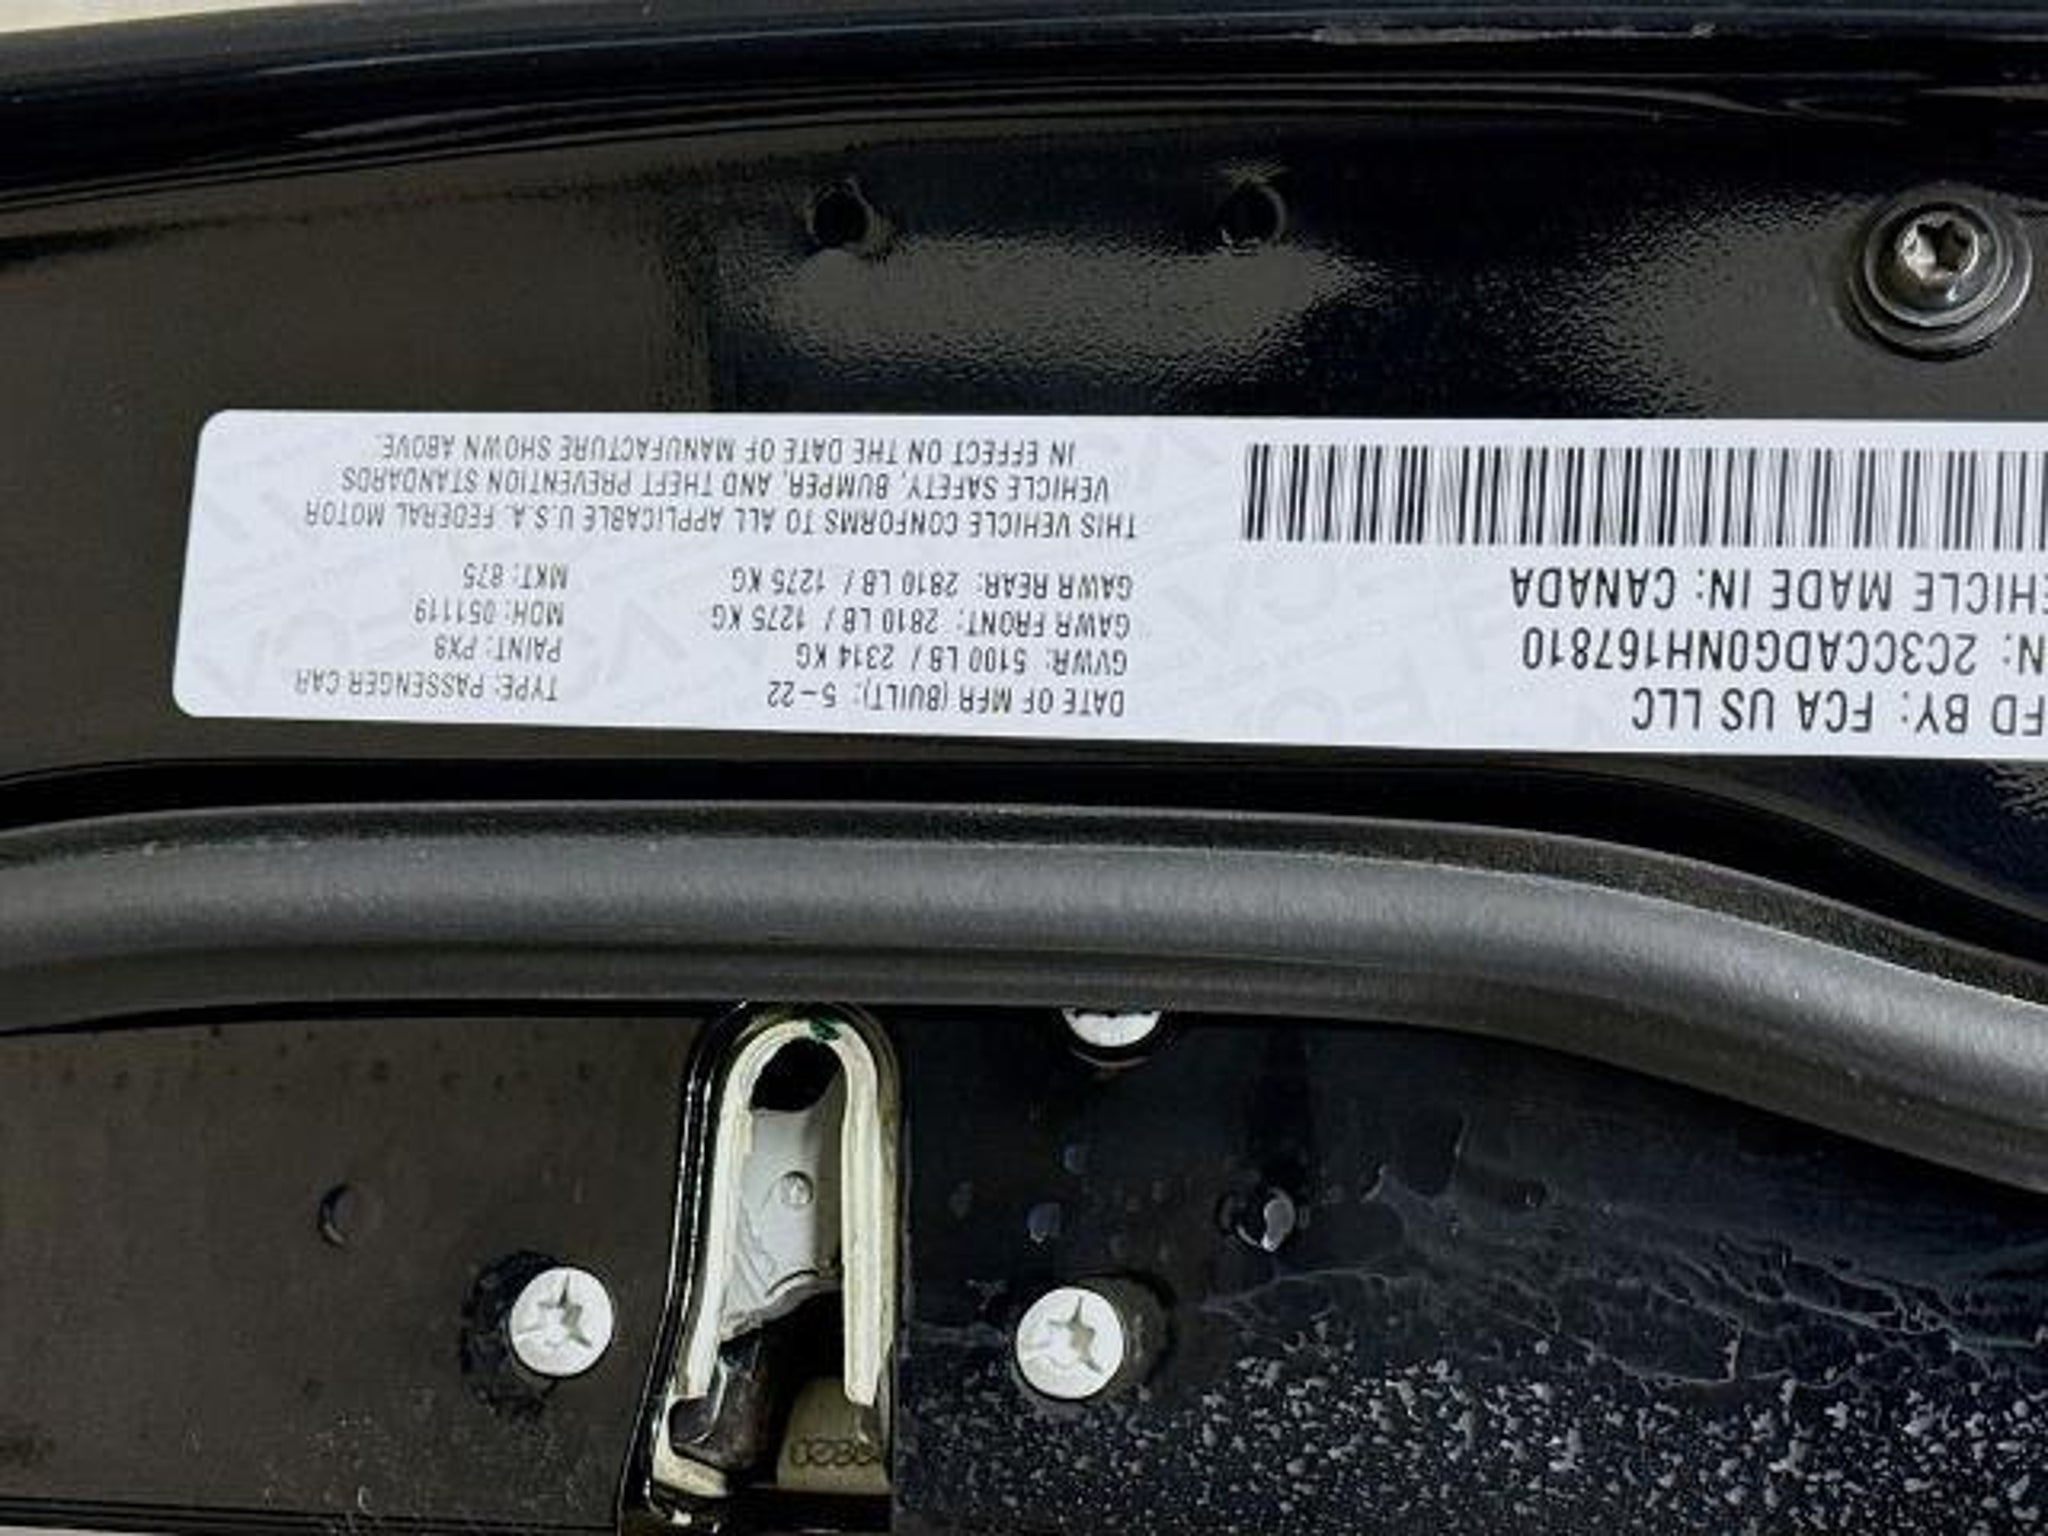 FD BY: FCA US LLC
N: 2C3CCADG0NH167810
EHICLE MADE IN: CANADA
DATE OF MFR (BUILT): 5-22
GVWR: 5100 LB / 2314 KG
GAWR FRONT: 2810 LB / 1275 KG
GAWR REAR: 2810 LB / 1275 KG
TYPE: PASSENGER CAR
PAINT: PX8
MDH: 051119
MKT: 875
THIS VEHICLE CONFORMS TO ALL APPLICABLE U.S.A. FEDERAL MOTOR
VEHICLE SAFETY, BUMPER, AND THEFT PREVENTION STANDARDS
IN EFFECT ON THE DATE OF MANUFACTURE SHOWN ABOVE.